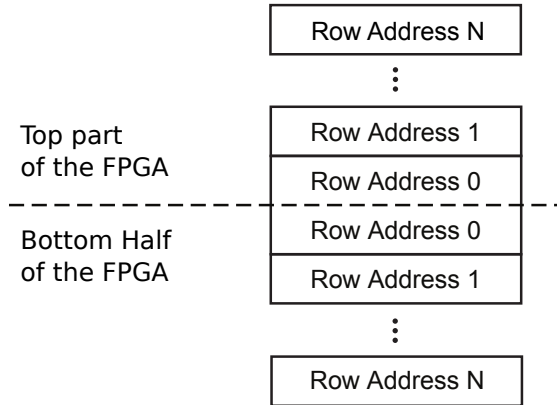 Row Address N
Row Address 1
Top part
of the FPGA
Row Address 0
Row Address 0
Bottom Half
of the FPGA
Row Address 1
Row Address N